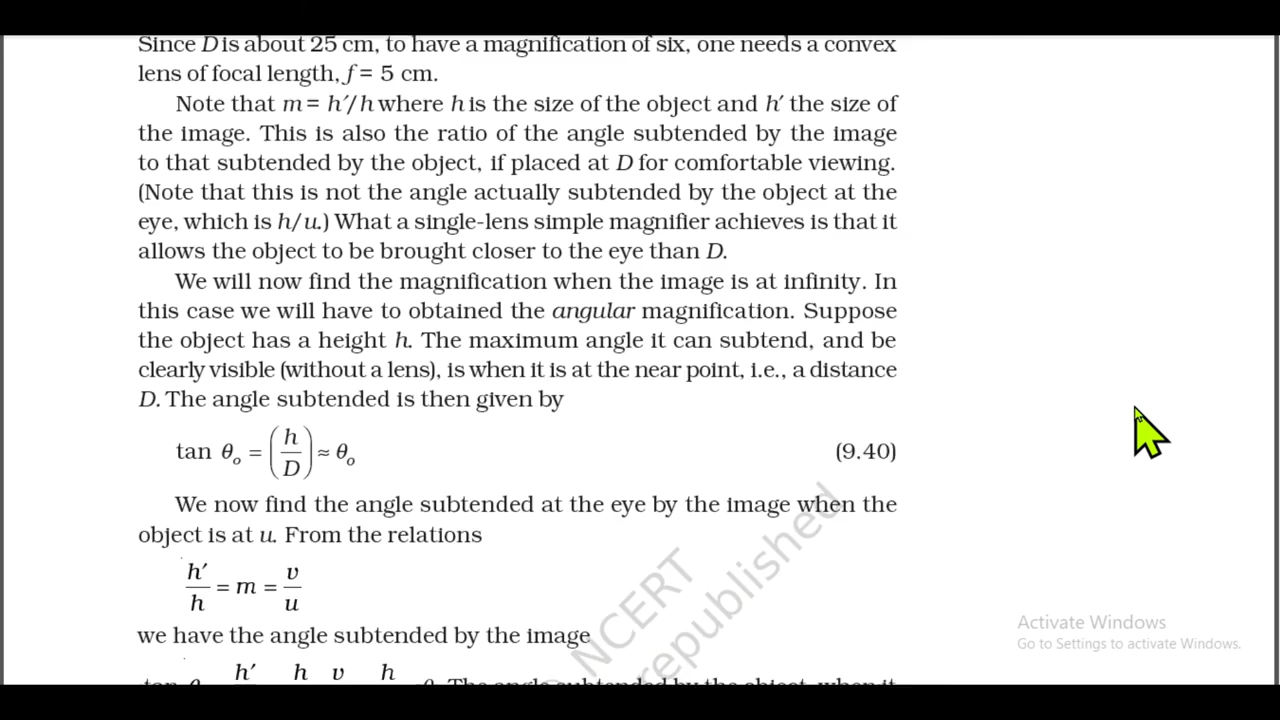 Since D is about 25 cm, to have a magnification of six, one needs a convex
lens of focal length, f = 5 cm.
Note that m = h′/h where h is the size of the object and h′ the size of
the image. This is also the ratio of the angle subtended by the image
to that subtended by the object, if placed at D for comfortable viewing.
(Note that this is not the angle actually subtended by the object at the
eye, which is h/u.) What a single-lens simple magnifier achieves is that it
allows the object to be brought closer to the eye than D.
We will now find the magnification when the image is at infinity. In
this case we will have to obtained the angular magnification. Suppose
the object has a height h. The maximum angle it can subtend, and be
clearly visible (without a lens), is when it is at the near point, i.e., a distance
D. The angle subtended is then given by
tan θₒ = (h/D) ≈ θₒ (9.40)
We now find the angle subtended at the eye by the image when the
object is at u. From the relations
h′/h = m = v/u
we have the angle subtended by the image
h′ h v h
The angle subtended by the object, when it
NCERT
republished
Activate Windows
Go to Settings to activate Windows.